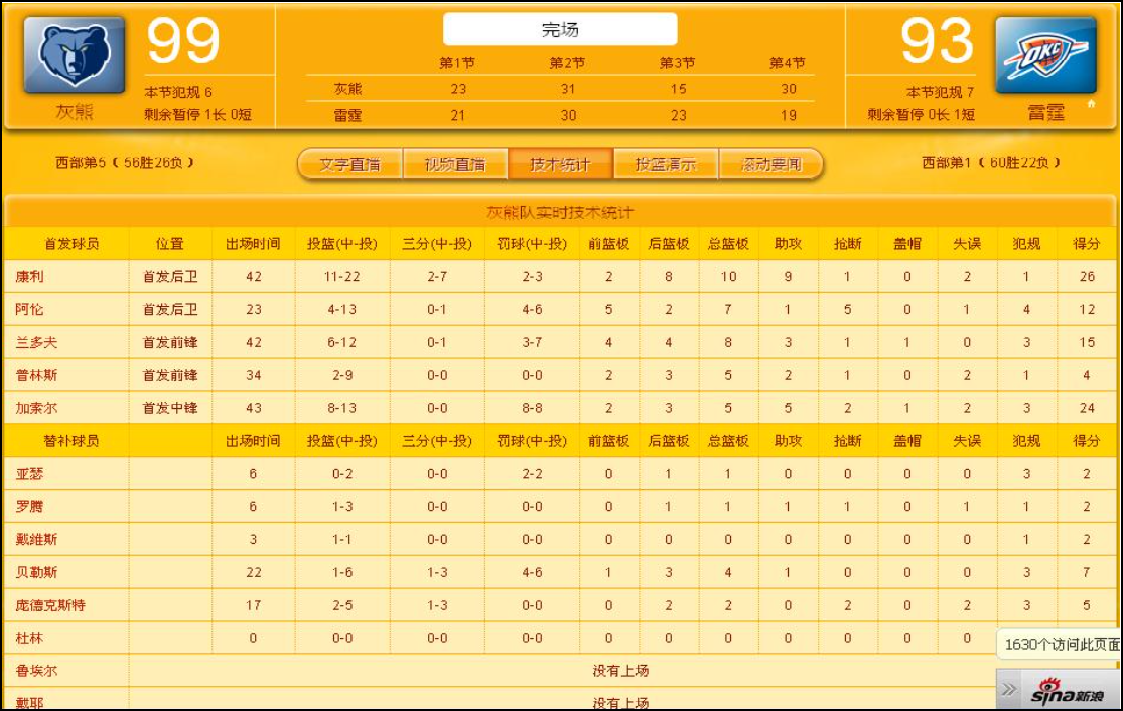 99 完场 93
OKC
第1节 第2节 第3节 第4节
本节犯规 6 灰熊 23 31 15 30 本节犯规 7
灰熊 剩余暂停 1长 0短 雷霆 21 30 23 19 剩余暂停 0长 1短 雷霆
西部第5（56胜26负） 文字直播 视频直播 技术统计 投篮演示 滚动要闻 西部第1（60胜22负）
灰熊队实时技术统计
首发球员 位置 出场时间 投篮(中-投) 三分(中-投) 罚球(中-投) 前篮板 后篮板 总篮板 助攻 抢断 盖帽 失误 犯规 得分
康利 首发后卫 42 11-22 2-7 2-3 2 8 10 9 1 0 2 1 26
阿伦 首发后卫 23 4-13 0-1 4-6 5 2 7 1 5 0 1 4 12
兰多夫 首发前锋 42 6-12 0-1 3-7 4 4 8 3 1 1 0 3 15
普林斯 首发前锋 34 2-9 0-0 0-0 2 3 5 2 1 0 2 1 4
加索尔 首发中锋 43 8-13 0-0 8-8 2 3 5 5 2 1 2 3 24
替补球员 出场时间 投篮(中-投) 三分(中-投) 罚球(中-投) 前篮板 后篮板 总篮板 助攻 抢断 盖帽 失误 犯规 得分
亚瑟 6 0-2 0-0 2-2 0 1 1 0 0 0 0 3 2
罗腾 6 1-3 0-0 0-0 0 1 1 1 1 0 1 1 2
戴维斯 3 1-1 0-0 0-0 0 0 0 0 0 0 0 1 2
贝勒斯 22 1-6 1-3 4-6 1 3 4 1 0 0 0 3 7
庞德克斯特 17 2-5 1-3 0-0 0 2 2 0 2 0 2 3 5
杜林 0 0-0 0-0 0-0 0 0 0 0 0 0 0
1630个访问此页面
鲁埃尔 没有上场
戴耶 没有上场
sina新浪